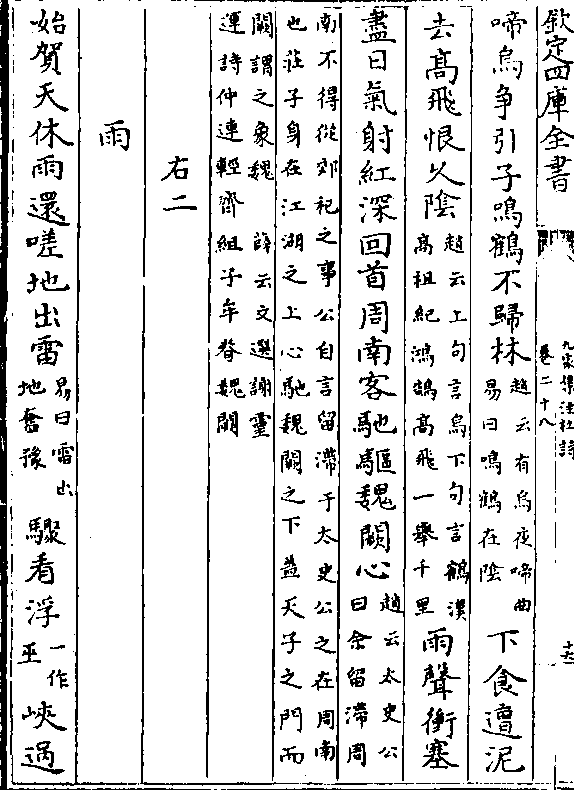 欽定四庫全書
九家集注杜詩
卷二十八
啼烏争引子鳴鶴不歸林趙云有烏夜啼曲易曰鳴鶴在陰下食遭泥
去髙飛恨乆陰趙云上句言烏下句言鶴漢髙祖紀鴻鵠髙飛一舉千里雨聲衝塞
盡日氣射紅深回首周南客馳驅魏闕心趙云太史公曰余留滯周
南不得從郊祀之事公自言留滯于太史公之在周南
也莊子身在江湖之上心馳魏闕之下盖天子之門而
闕謂之象魏 薛云文選謝靈
運詩仲連輕齊組子牟眷魏闕
右二
雨
始賀天休雨還嗟地出雷易曰雷出地奮豫驟看浮一作巫峽過